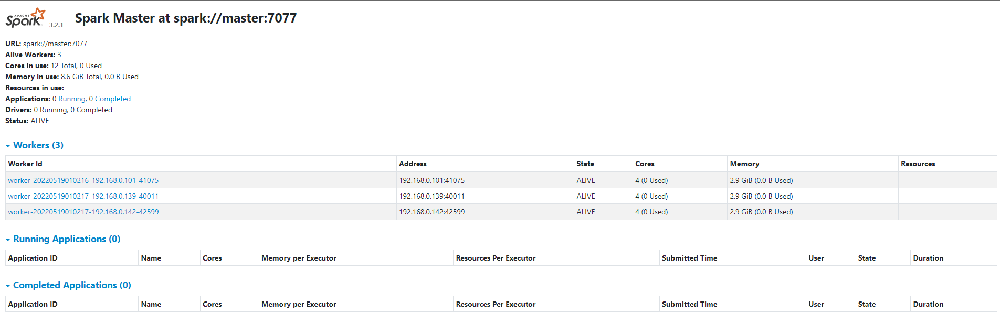 APACHE
Spark 3.2.1 Spark Master at spark://master:7077
URL: spark://master:7077
Alive Workers: 3
Cores in use: 12 Total, 0 Used
Memory in use: 8.6 GiB Total, 0.0 B Used
Resources in use:
Applications: 0 Running, 0 Completed
Drivers: 0 Running, 0 Completed
Status: ALIVE
Workers (3)
Worker Id Address State Cores Memory Resources
worker-20220519010216-192.168.0.101-41075 192.168.0.101:41075 ALIVE 4 (0 Used) 2.9 GiB (0.0 B Used)
worker-20220519010217-192.168.0.139-40011 192.168.0.139:40011 ALIVE 4 (0 Used) 2.9 GiB (0.0 B Used)
worker-20220519010217-192.168.0.142-42599 192.168.0.142:42599 ALIVE 4 (0 Used) 2.9 GiB (0.0 B Used)
Running Applications (0)
Application ID Name Cores Memory per Executor Resources Per Executor Submitted Time User State Duration
Completed Applications (0)
Application ID Name Cores Memory per Executor Resources Per Executor Submitted Time User State Duration